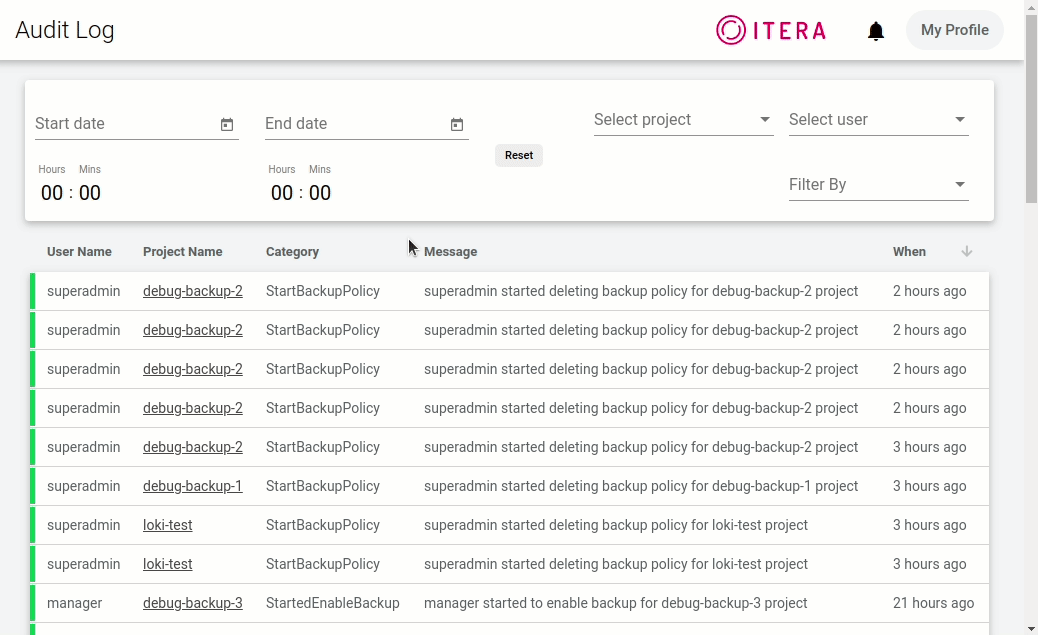 Audit Log
ITERA
My Profile
Start date
End date
Select project
Select user
Reset
Hours Mins
00 : 00
Hours Mins
00 : 00
Filter By
User Name Project Name Category Message When
superadmin debug-backup-2 StartBackupPolicy superadmin started deleting backup policy for debug-backup-2 project 2 hours ago
superadmin debug-backup-2 StartBackupPolicy superadmin started deleting backup policy for debug-backup-2 project 2 hours ago
superadmin debug-backup-2 StartBackupPolicy superadmin started deleting backup policy for debug-backup-2 project 2 hours ago
superadmin debug-backup-2 StartBackupPolicy superadmin started deleting backup policy for debug-backup-2 project 2 hours ago
superadmin debug-backup-2 StartBackupPolicy superadmin started deleting backup policy for debug-backup-2 project 3 hours ago
superadmin debug-backup-1 StartBackupPolicy superadmin started deleting backup policy for debug-backup-1 project 3 hours ago
superadmin loki-test StartBackupPolicy superadmin started deleting backup policy for loki-test project 3 hours ago
superadmin loki-test StartBackupPolicy superadmin started deleting backup policy for loki-test project 3 hours ago
manager debug-backup-3 StartedEnableBackup manager started to enable backup for debug-backup-3 project 21 hours ago